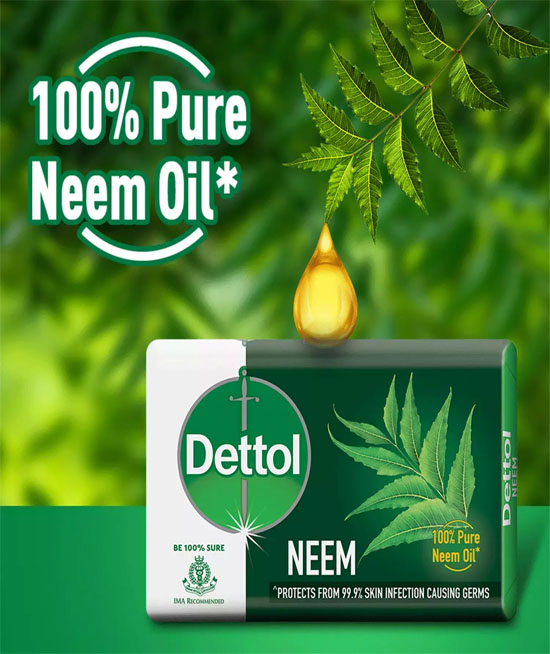 100% Pure
Neem Oil*
Dettol
BE 100% SURE
IMA RECOMMENDED
NEEM
^PROTECTS FROM 99.9% SKIN INFECTION CAUSING GERMS
100% Pure
Neem Oil*
Dettol
NEEM